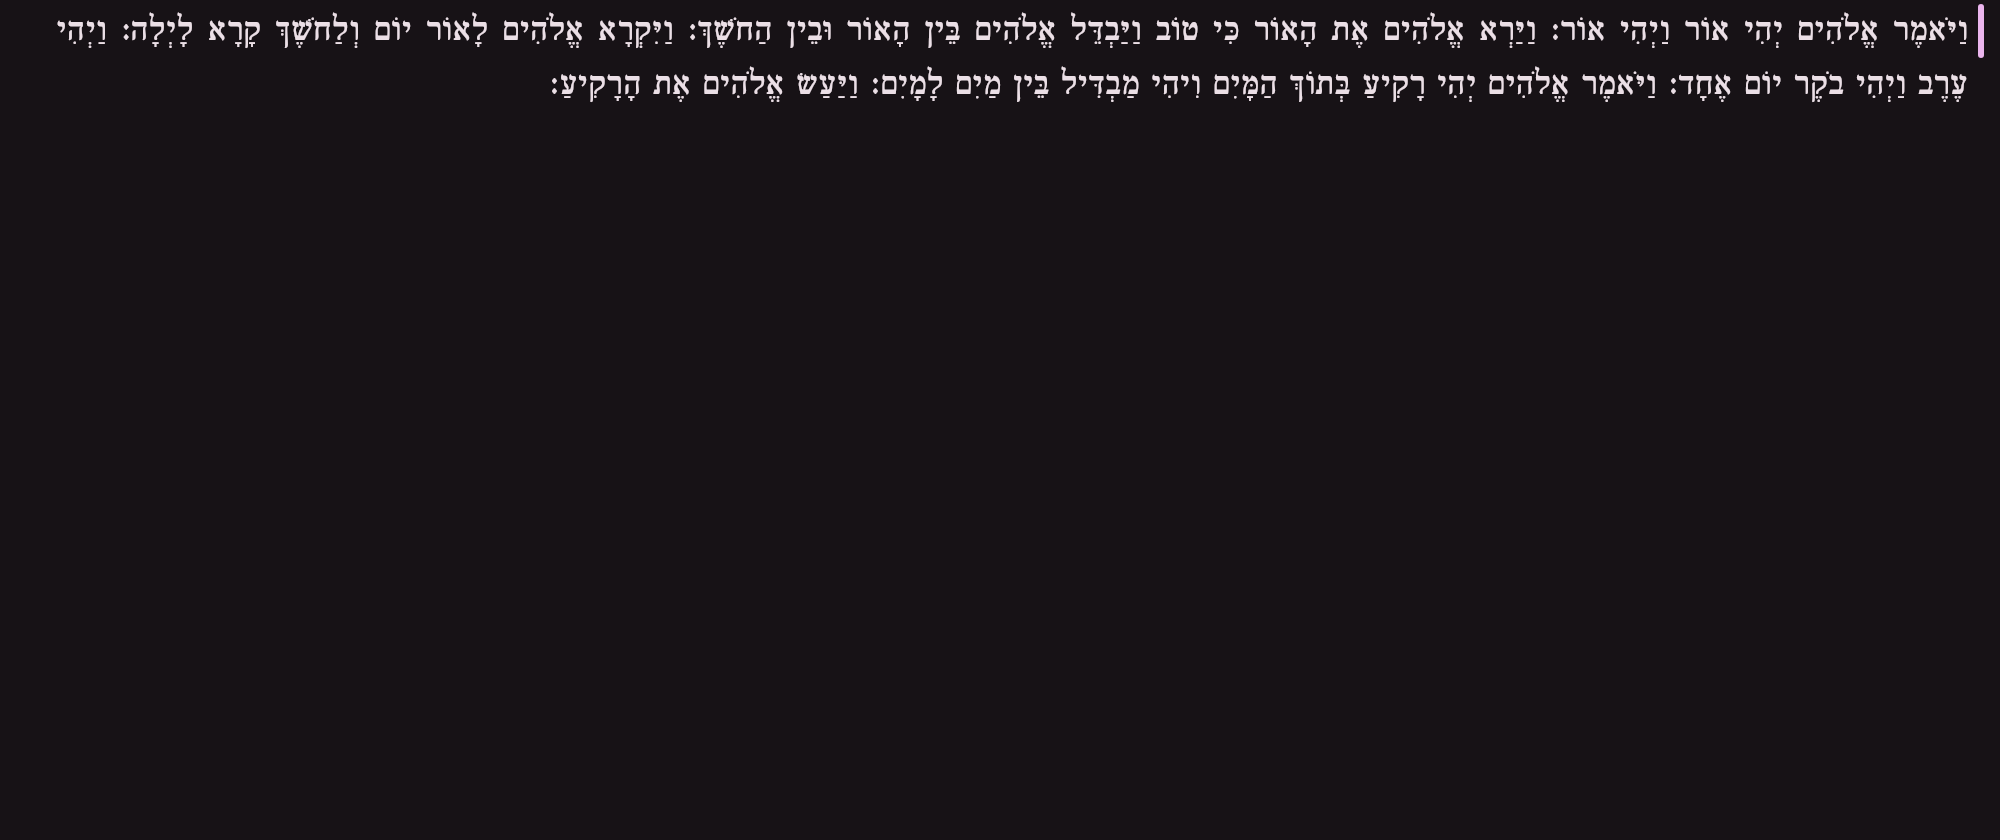 וַיֹּאמֶר אֱלֹהִים יְהִי אוֹר וַיְהִי אוֹר׃ וַיַּרְא אֱלֹהִים אֶת הָאוֹר כִּי טוֹב וַיַּבְדֵּל אֱלֹהִים בֵּין הָאוֹר וּבֵין הַחֹשֶׁךְ׃ וַיִּקְרָא אֱלֹהִים לָאוֹר יוֹם וְלַחֹשֶׁךְ קָרָא לָיְלָה׃ וַיְהִי
עֶרֶב וַיְהִי בֹקֶר יוֹם אֶחָד׃ וַיֹּאמֶר אֱלֹהִים יְהִי רָקִיעַ בְּתוֹךְ הַמָּיִם וִיהִי מַבְדִּיל בֵּין מַיִם לָמָיִם׃ וַיַּעַשׂ אֱלֹהִים אֶת הָרָקִיעַ׃